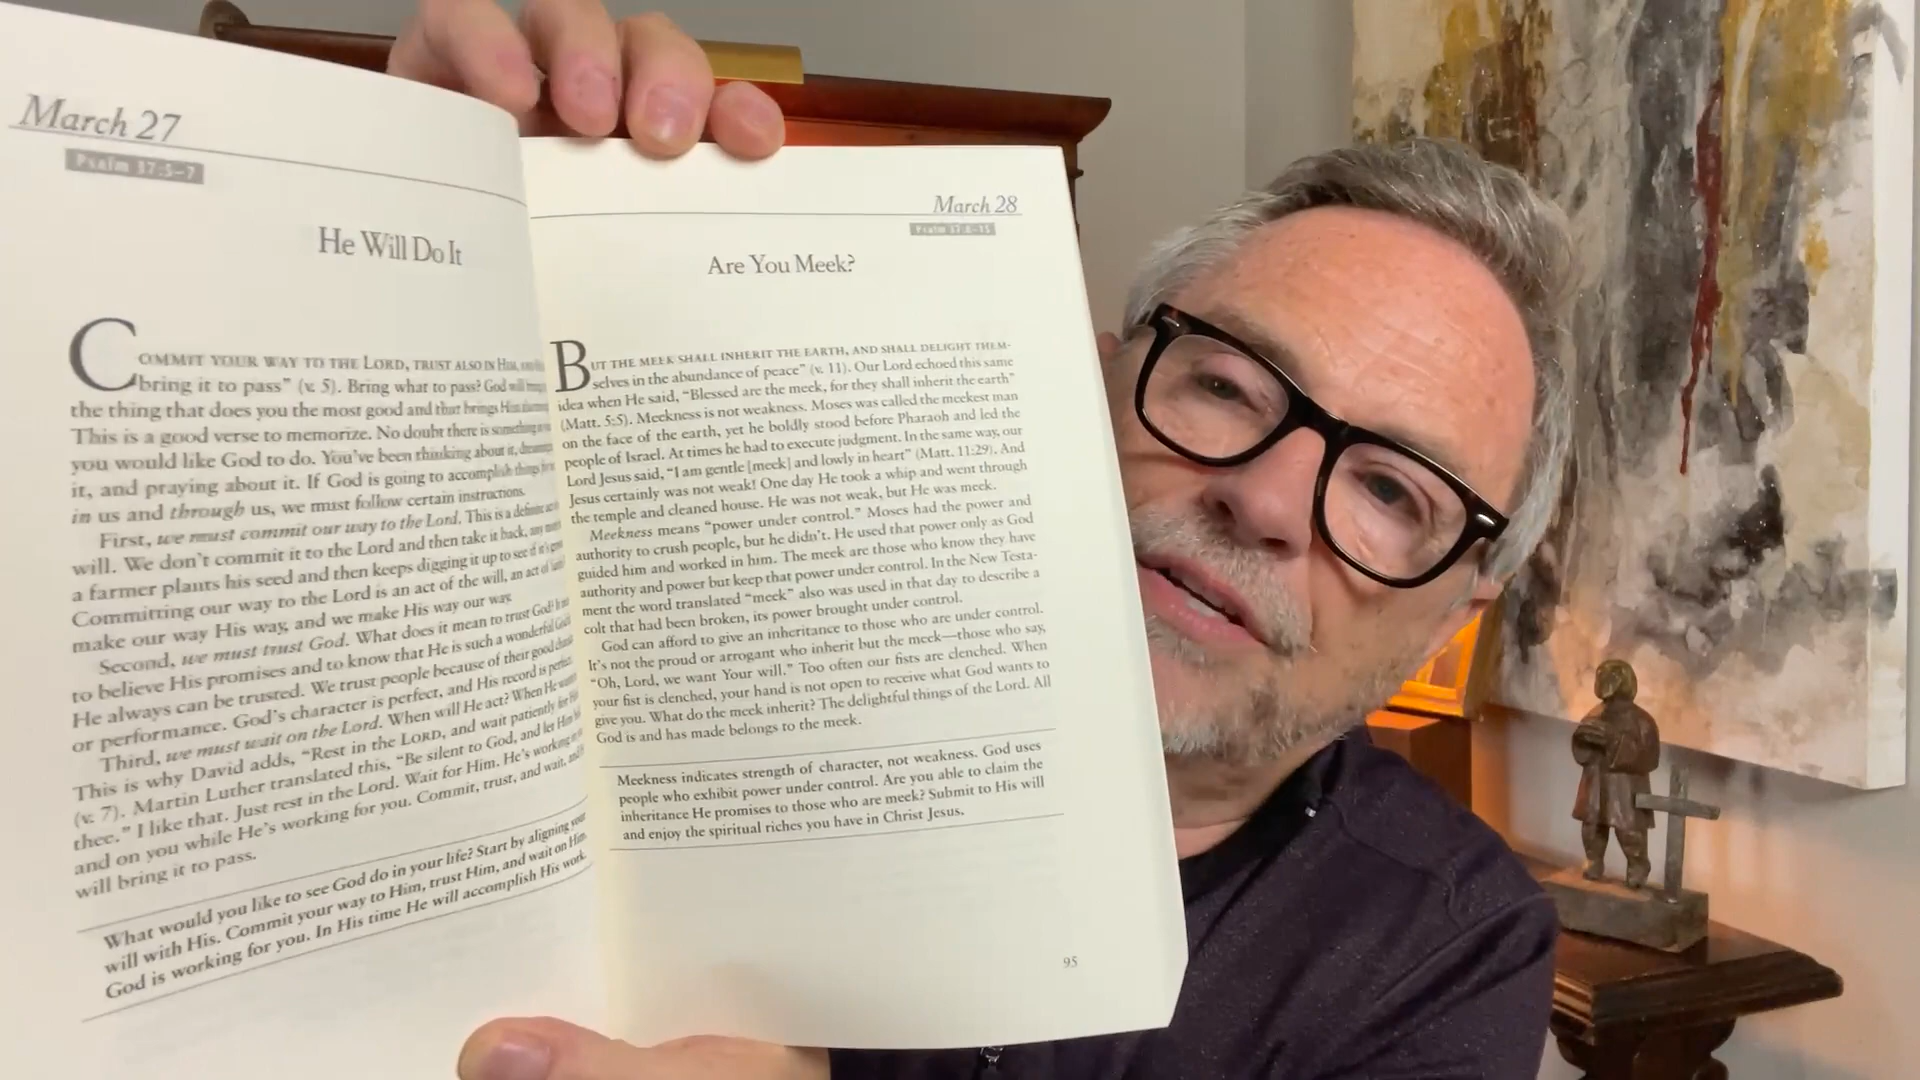 March 27
Psalm 37:5–7
He Will Do It
COMMIT YOUR WAY TO THE LORD, TRUST ALSO IN HIM,
bring it to pass" (v. 5). Bring what to pass? God will
the thing that does you the most good and that brings Him
This is a good verse to memorize. No doubt there is something
you would like God to do. You've been thinking about it,
it, and praying about it. If God is going to accomplish things
in us and through us, we must follow certain instructions.
First, we must commit our way to the Lord. This is a definite
will. We don't commit it to the Lord and then take it back, any more
a farmer plants his seed and then keeps digging it up to see if it's
Committing our way to the Lord is an act of the will, an act of
make our way His way, and we make His way our way.
Second, we must trust God. What does it mean to trust God?
to believe His promises and to know that He is such a wonderful God
He always can be trusted. We trust people because of their good
or performance. God's character is perfect, and His record is perfect.
Third, we must wait on the Lord. When will He act? When He
This is why David adds, "Rest in the LORD, and wait patiently for Him
(v. 7). Martin Luther translated this, "Be silent to God, and let Him
thee." I like that. Just rest in the Lord. Wait for Him. He's working
and on you while He's working for you. Commit, trust, and wait,
will bring it to pass.
What would you like to see God do in your life? Start by aligning your
will with His. Commit your way to Him, trust Him, and wait on Him.
God is working for you. In His time He will accomplish His work.
March 28
Psalm 37:8–15
Are You Meek?
BUT THE MEEK SHALL INHERIT THE EARTH, AND SHALL DELIGHT THEM-
selves in the abundance of peace" (v. 11). Our Lord echoed this same
idea when He said, "Blessed are the meek, for they shall inherit the earth"
(Matt. 5:5). Meekness is not weakness. Moses was called the meekest man
on the face of the earth, yet he boldly stood before Pharaoh and led the
people of Israel. At times he had to execute judgment. In the same way, our
Lord Jesus said, "I am gentle [meek] and lowly in heart" (Matt. 11:29). And
Jesus certainly was not weak! One day He took a whip and went through
the temple and cleaned house. He was not weak, but He was meek.
Meekness means "power under control." Moses had the power and
authority to crush people, but he didn't. He used that power only as God
guided him and worked in him. The meek are those who know they have
authority and power but keep that power under control. In the New Testa-
ment the word translated "meek" also was used in that day to describe a
colt that had been broken, its power brought under control.
God can afford to give an inheritance to those who are under control.
It's not the proud or arrogant who inherit but the meek—those who say,
"Oh, Lord, we want Your will." Too often our fists are clenched. When
your fist is clenched, your hand is not open to receive what God wants to
give you. What do the meek inherit? The delightful things of the Lord. All
God is and has made belongs to the meek.
Meekness indicates strength of character, not weakness. God uses
people who exhibit power under control. Are you able to claim the
inheritance He promises to those who are meek? Submit to His will
and enjoy the spiritual riches you have in Christ Jesus.
95